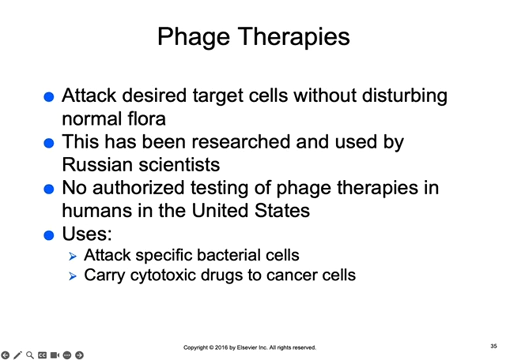 Phage Therapies
Attack desired target cells without disturbing
normal flora
This has been researched and used by
Russian scientists
No authorized testing of phage therapies in
humans in the United States
Uses:
Attack specific bacterial cells
Carry cytotoxic drugs to cancer cells
Copyright © 2016 by Elsevier Inc. All rights reserved.
35